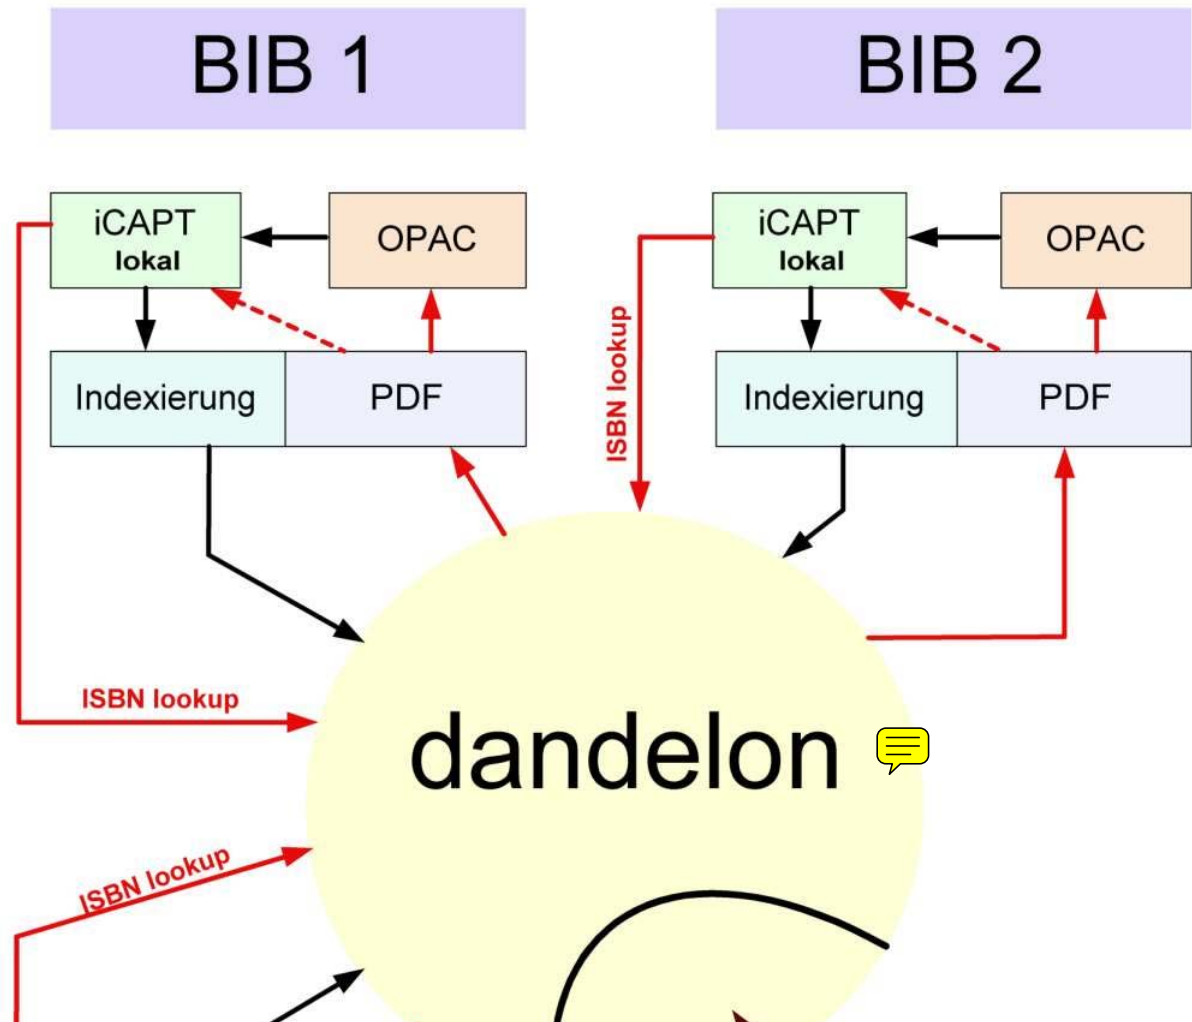 BIB 1
BIB 2
iCAPT
lokal
OPAC
iCAPT
lokal
OPAC
ISBN lookup
Indexierung
PDF
Indexierung
PDF
ISBN lookup
dandelon
ISBN lookup